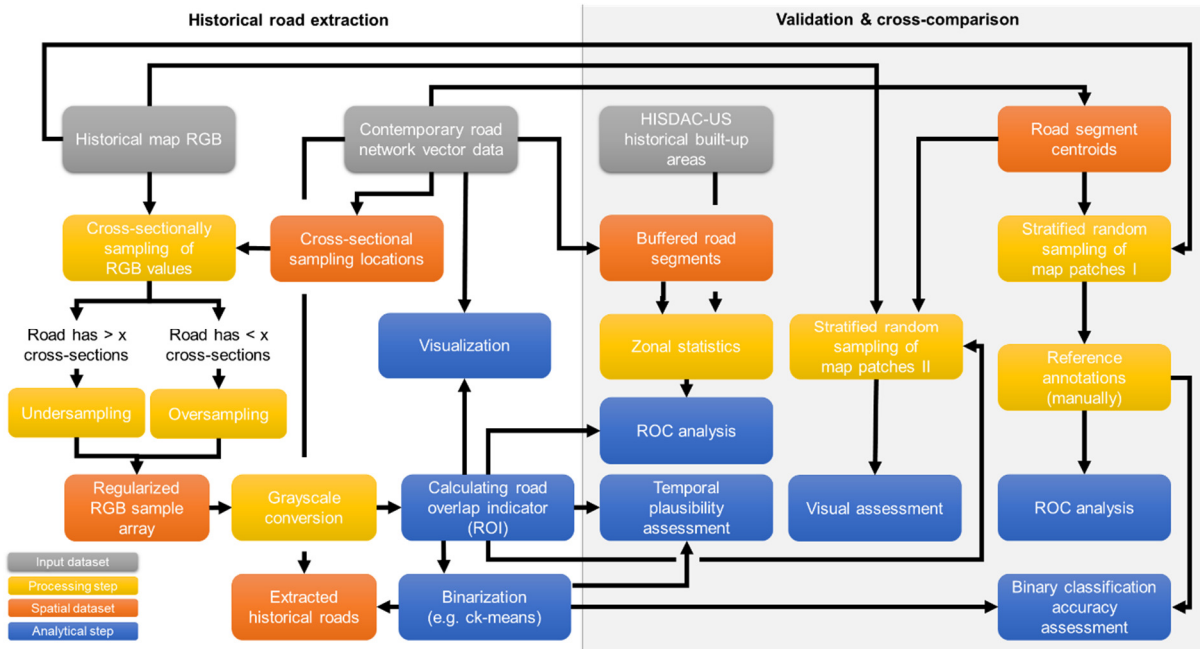 Historical road extraction
Validation & cross-comparison
Historical map RGB
Contemporary road
network vector data
HISDAC-US
historical built-up
areas
Road segment
centroids
Cross-sectionally
sampling of
RGB values
Cross-sectional
sampling locations
Buffered road
segments
Stratified random
sampling of
map patches I
Road has > x
cross-sections
Road has < x
cross-sections
Visualization
Zonal statistics
Stratified random
sampling of
map patches II
Reference
annotations
(manually)
Undersampling
Oversampling
ROC analysis
Regularized
RGB sample
array
Grayscale
conversion
Calculating road
overlap indicator
(ROI)
Temporal
plausibility
assessment
Visual assessment
ROC analysis
Input dataset
Processing step
Spatial dataset
Analytical step
Extracted
historical roads
Binarization
(e.g. ck-means)
Binary classification
accuracy
assessment